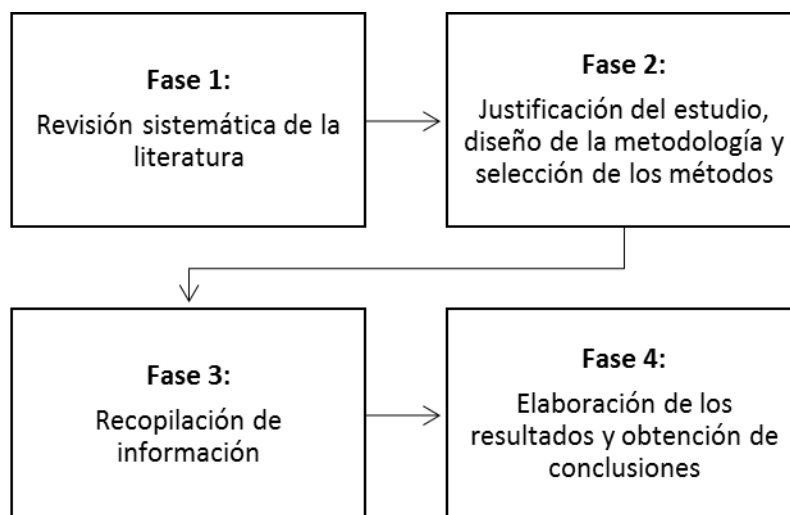 Fase 1:
Revisión sistemática de la
literatura
Fase 2:
Justificación del estudio,
diseño de la metodología y
selección de los métodos
Fase 3:
Recopilación de
información
Fase 4:
Elaboración de los
resultados y obtención de
conclusiones